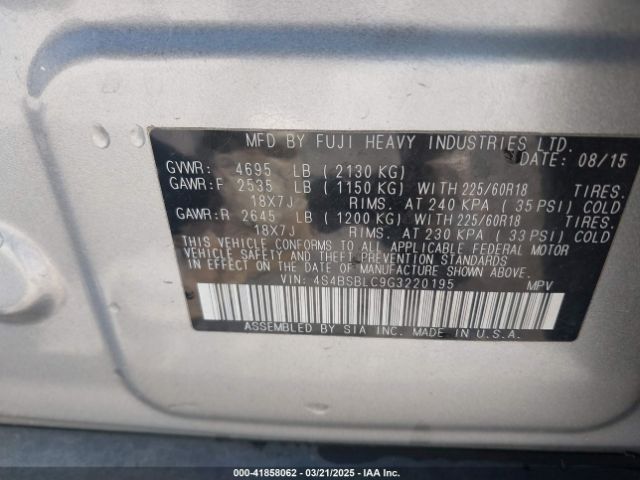 MFD BY FUJI HEAVY INDUSTRIES LTD.
DATE: 08/15
GVWR: 4695 LB (2130 KG)
GAWR:F 2535 LB (1150 KG) WITH 225/60R18 TIRES,
18X7J RIMS. AT 240 KPA (35 PSI) COLD
GAWR:R 2645 LB (1200 KG) WITH 225/60R18 TIRES,
18X7J RIMS. AT 230 KPA (33 PSI) COLD
THIS VEHICLE CONFORMS TO ALL APPLICABLE FEDERAL MOTOR
VEHICLE SAFETY, BUMPER, AND THEFT PREVENTION STANDARDS
IN EFFECT ON THE DATE OF MANUFACTURE SHOWN ABOVE.
VIN: 4S4BSBLC9G3220195 MPV
ASSEMBLED BY SIA INC. MADE IN U.S.A.
000-41858062 — 03/21/2025 — IAA Inc.